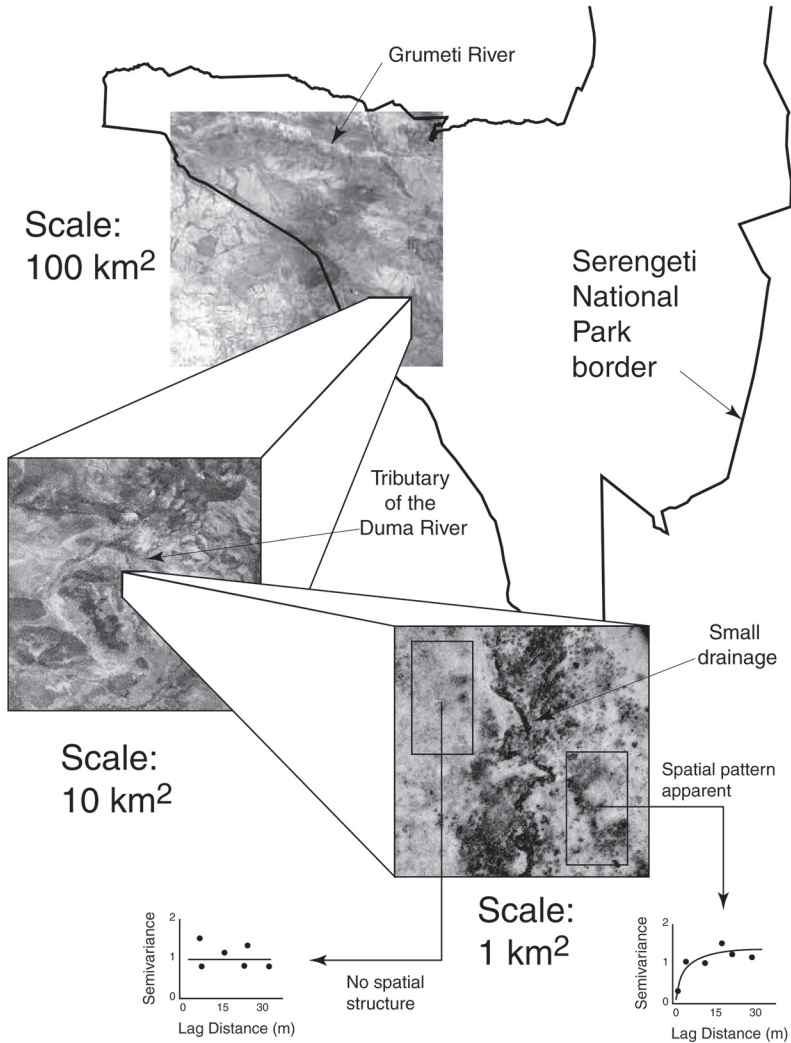 Grumeti River
Scale:
100 km2
Serengeti
National
Park
border
Tributary
of the
Duma River
Small
drainage
Scale:
10 km2
Spatial pattern
apparent
Scale:
1 km2
No spatial
structure
Semivariance
2
1
0
0 15 30
Lag Distance (m)
Semivariance
2
1
0
0 15 30
Lag Distance (m)